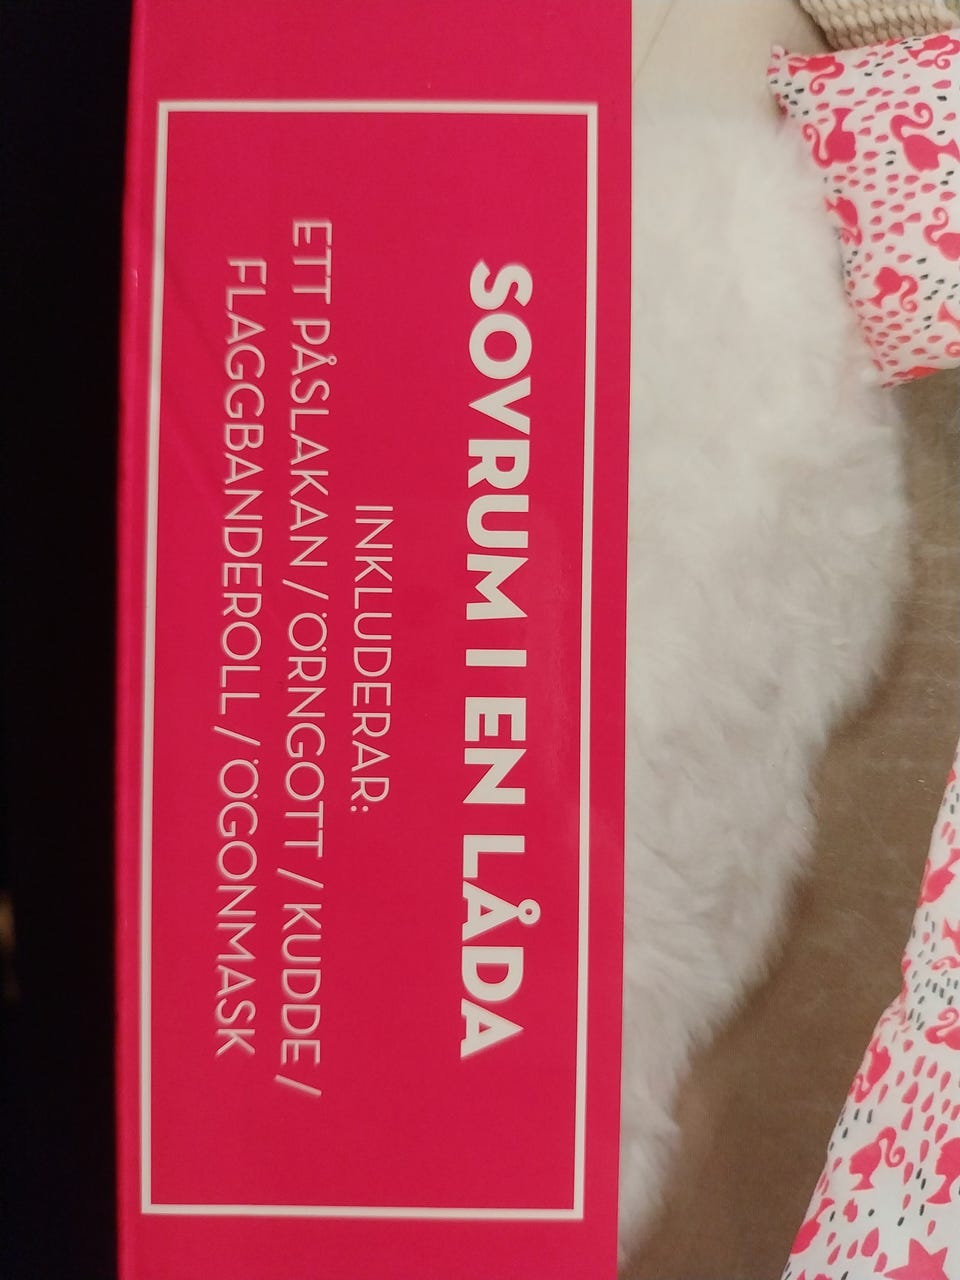 SOVRUM I EN LÅDA
INKLUDERAR:
ETT PÅSLAKAN / ÖRNGOTT / KUDDE /
FLAGGBANDEROLL / ÖGONMASK